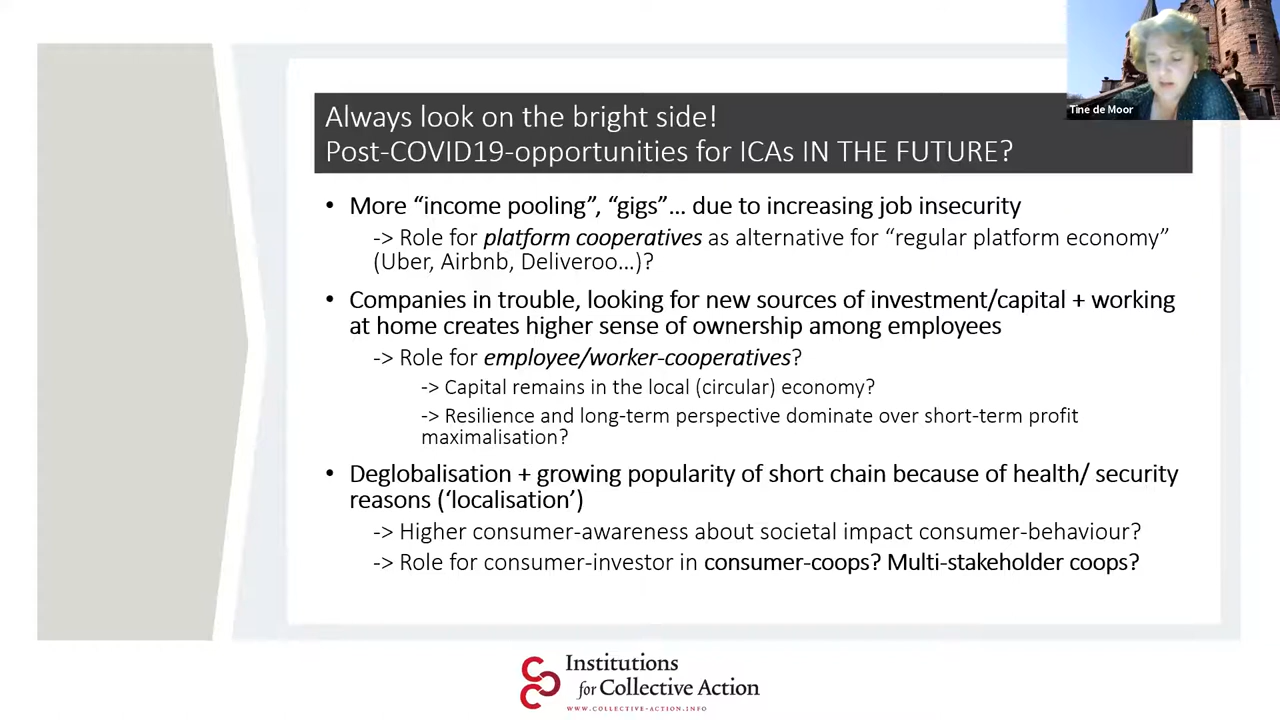 Tine de Moor
Always look on the bright side!
Post-COVID19-opportunities for ICAs IN THE FUTURE?
• More “income pooling”, “gigs”… due to increasing job insecurity
-> Role for platform cooperatives as alternative for “regular platform economy”
(Uber, Airbnb, Deliveroo…)?
• Companies in trouble, looking for new sources of investment/capital + working
at home creates higher sense of ownership among employees
-> Role for employee/worker-cooperatives?
-> Capital remains in the local (circular) economy?
-> Resilience and long-term perspective dominate over short-term profit
maximalisation?
• Deglobalisation + growing popularity of short chain because of health/ security
reasons (‘localisation’)
-> Higher consumer-awareness about societal impact consumer-behaviour?
-> Role for consumer-investor in consumer-coops? Multi-stakeholder coops?
Institutions
for Collective Action
WWW.COLLECTIVE-ACTION.INFO